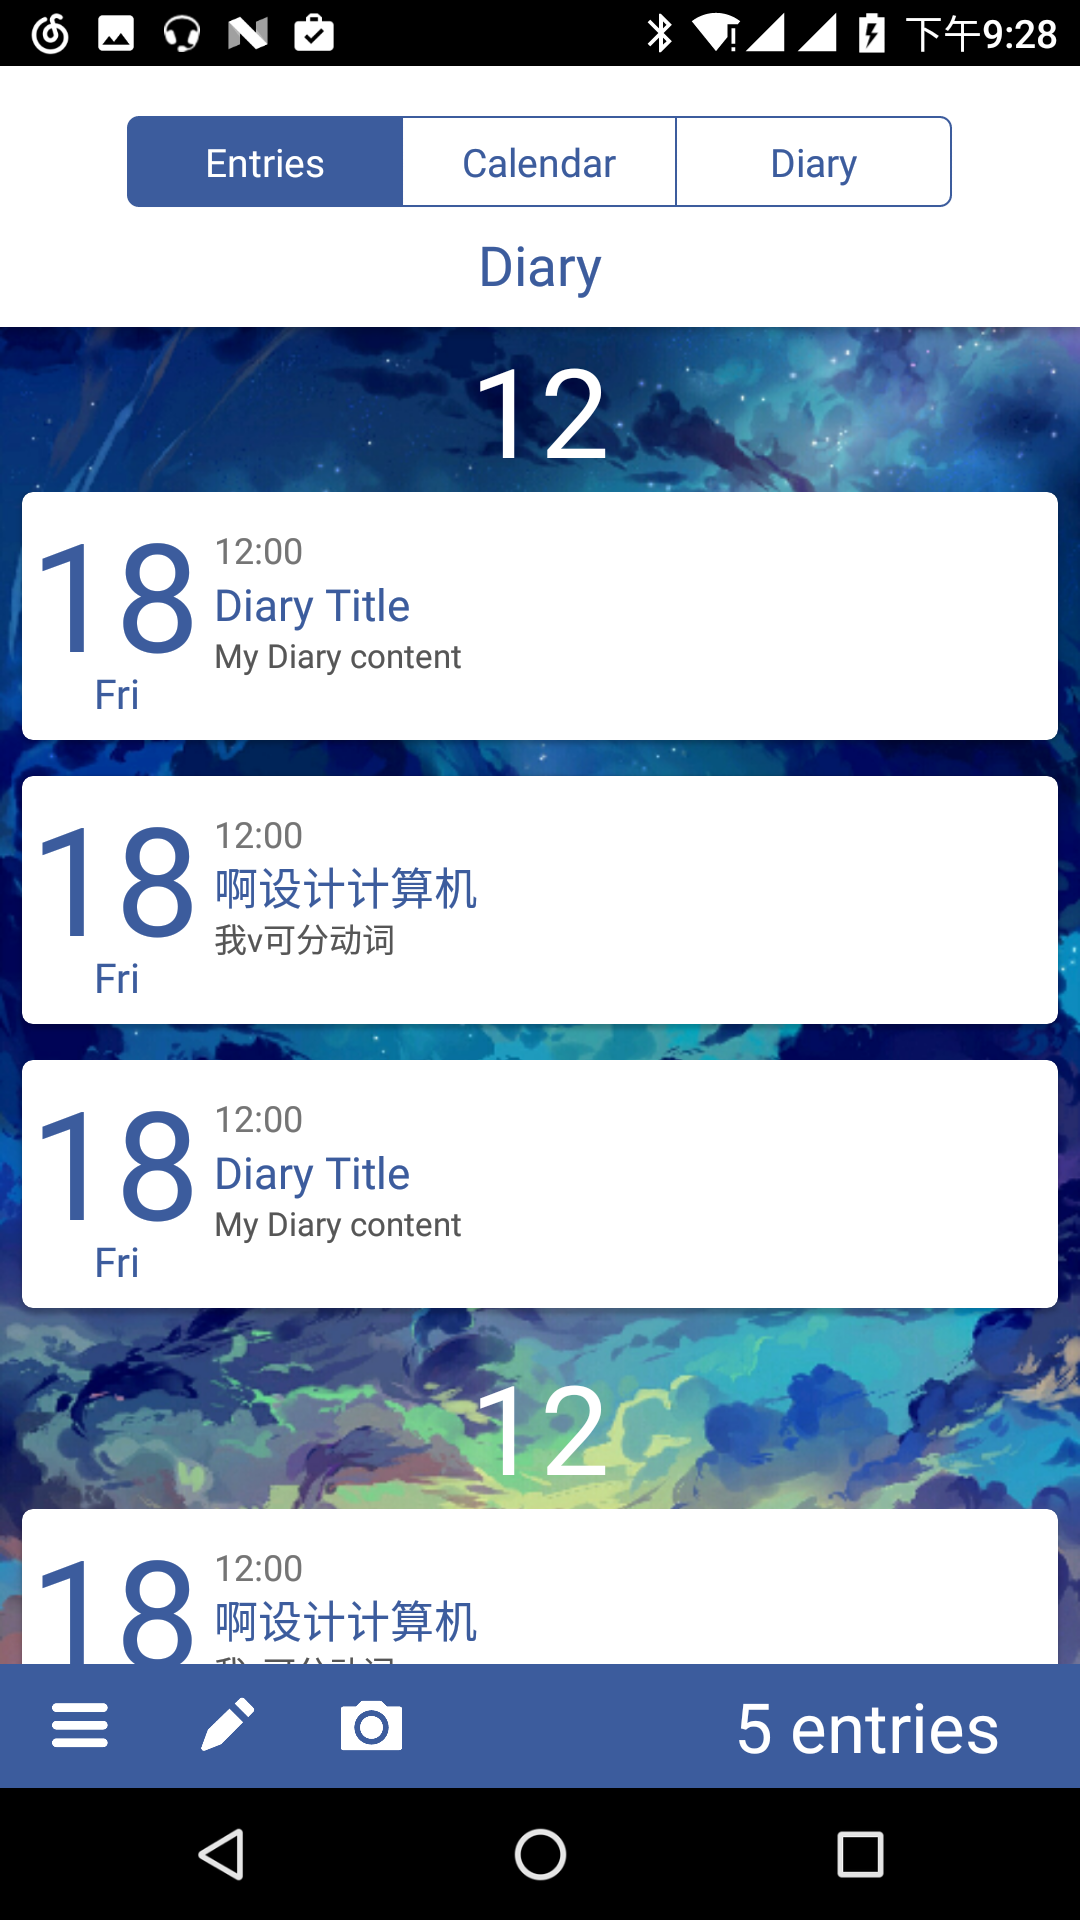 下午9:28
Entries
Calendar
Diary
Diary
12
18
Fri
12:00
Diary Title
My Diary content
18
Fri
12:00
啊设计计算机
我v可分动词
18
Fri
12:00
Diary Title
My Diary content
12
18
12:00
啊设计计算机
5 entries